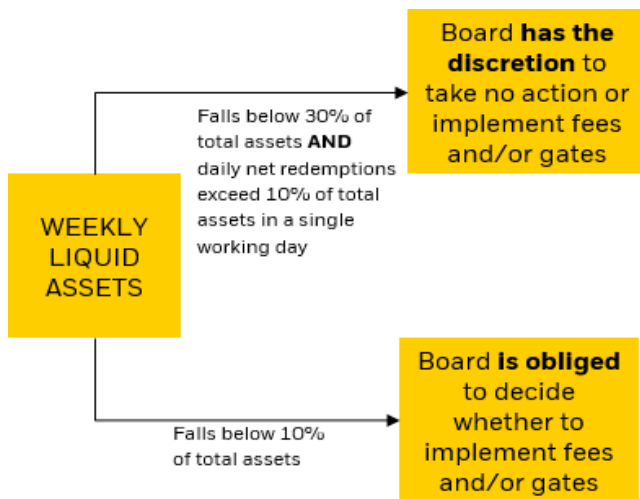 Board has the
discretion to
take no action or
implement fees
and/or gates
Falls below 30% of
total assets AND
daily net redemptions
exceed 10% of total
assets in a single
working day
WEEKLY
LIQUID
ASSETS
Board is obliged
to decide
whether to
implement fees
and/or gates
Falls below 10%
of total assets